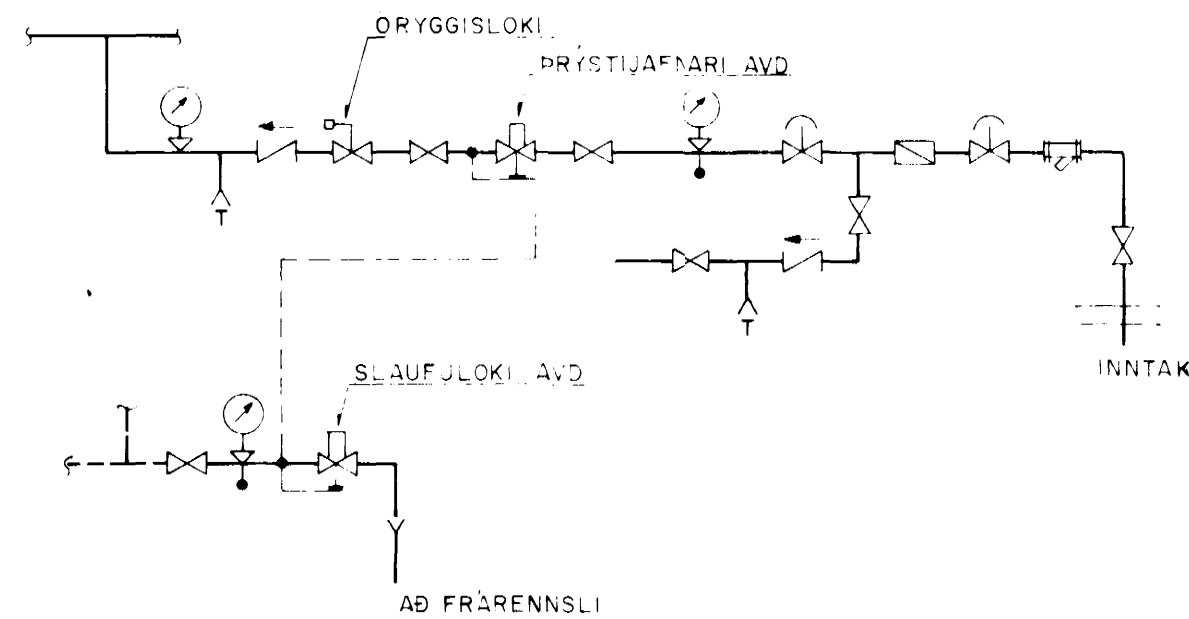 ÖRYGGISLOKI
ÞRÝSTIJAFNARI AVD
T
T
INNTAK
SLAUFULOKI AVD
AÐ FRÁRENNSLI